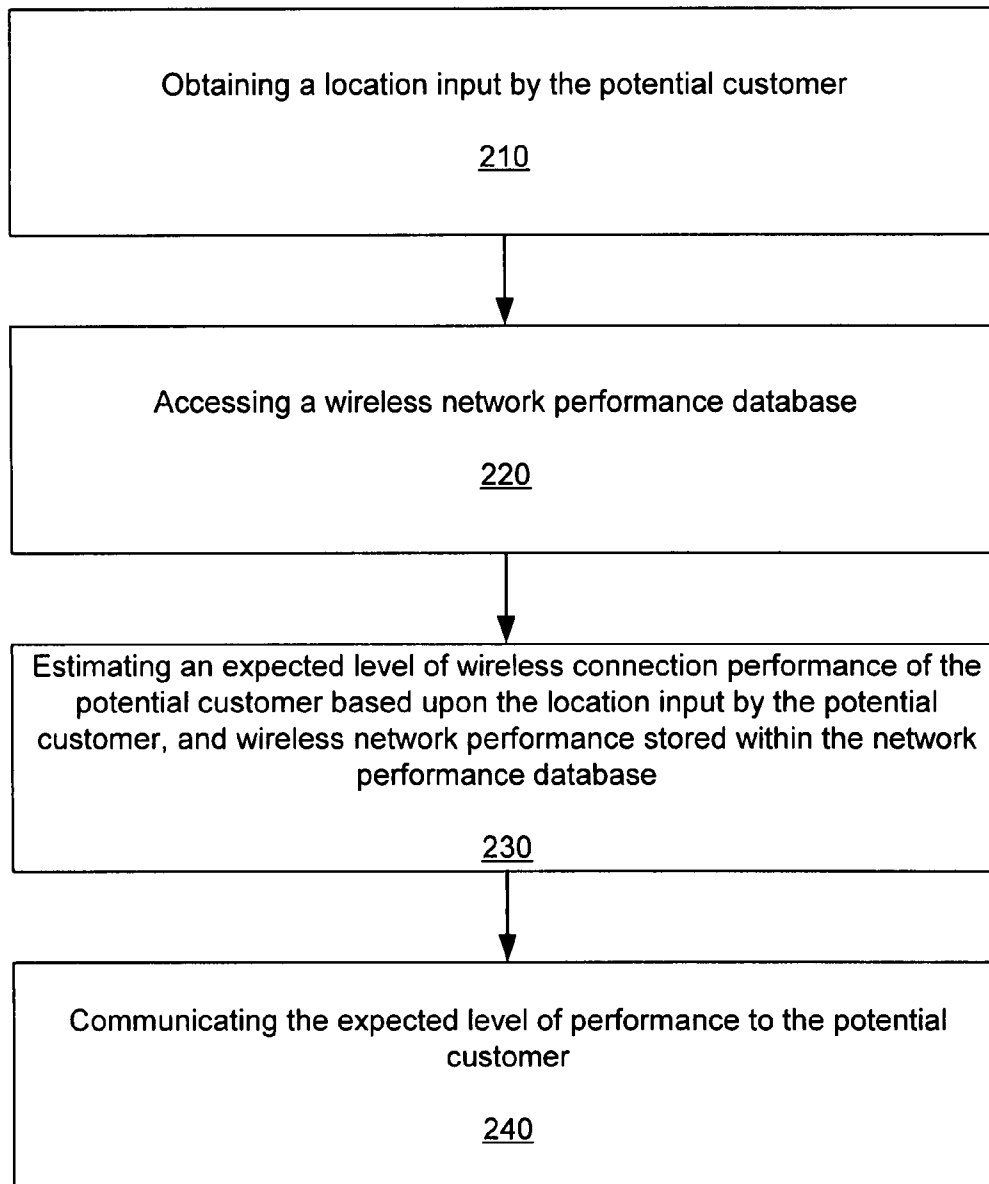 Obtaining a location input by the potential customer
210
Accessing a wireless network performance database
220
Estimating an expected level of wireless connection performance of the
potential customer based upon the location input by the potential
customer, and wireless network performance stored within the network
performance database
230
Communicating the expected level of performance to the potential
customer
240